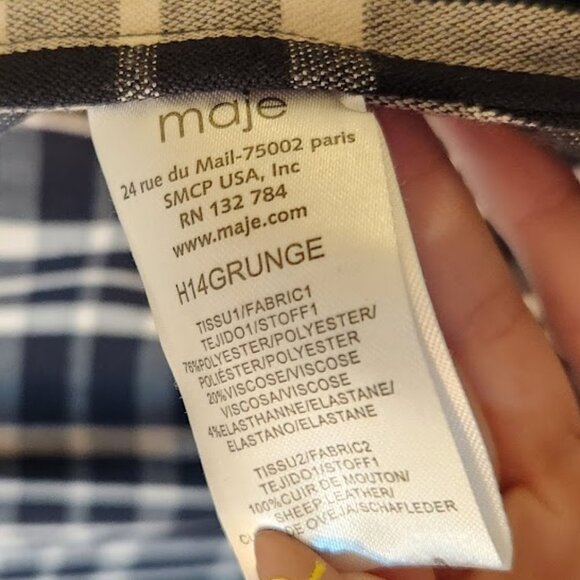 maje
24 rue du Mail-75002 paris
SMCP USA, Inc
RN 132 784
www.maje.com
H14GRUNGE
TISSU1/FABRIC1
TEJIDO1/STOFF1
76%POLYESTER/POLYESTER/
POLIÉSTER/POLYESTER
20%VISCOSE/VISCOSE
VISCOSA/VISCOSE
4%ELASTHANNE/ELASTANE/
ELASTANO/ELASTANE
TISSU2/FABRIC2
TEJIDO1/STOFF1
100%CUIR DE MOUTON/
SHEEP LEATHER/
DE OVEJA/SCHAFLEDER